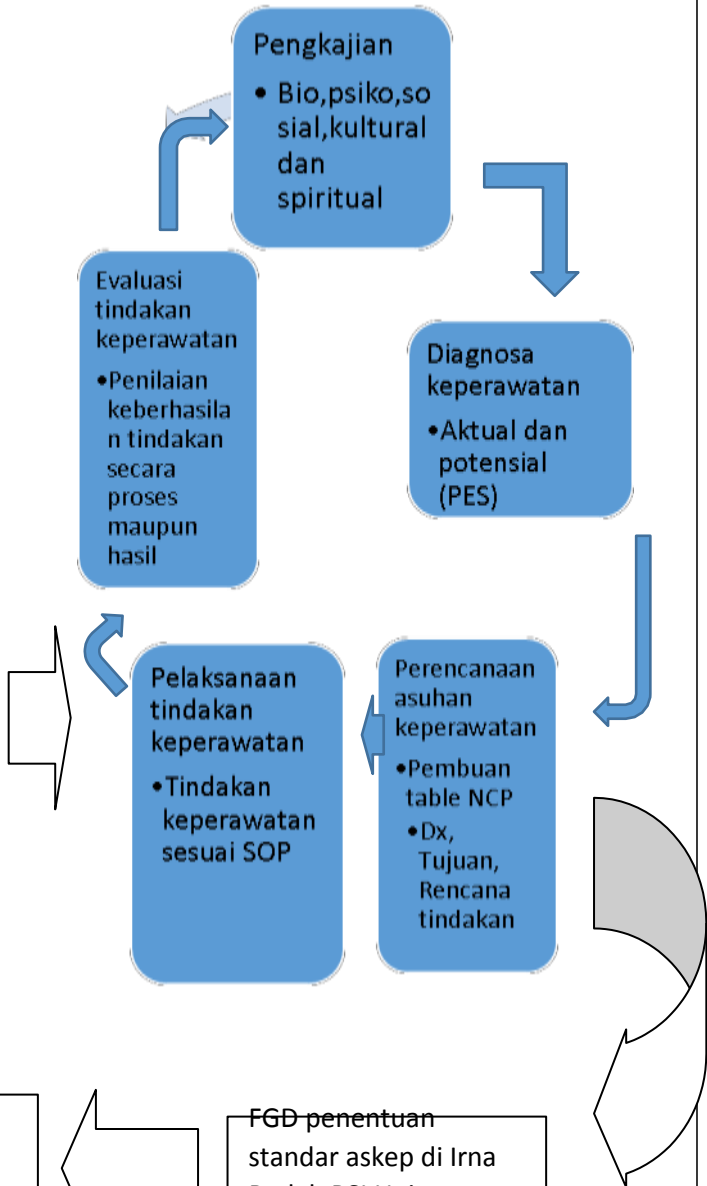 Pengkajian
• Bio,psiko,so
sial,kultural
dan
spiritual
Evaluasi
tindakan
keperawatan
•Penilaian
keberhasila
n tindakan
secara
proses
maupun
hasil
Diagnosa
keperawatan
•Aktual dan
potensial
(PES)
Pelaksanaan
tindakan
keperawatan
•Tindakan
keperawatan
sesuai SOP
Perencanaan
asuhan
keperawatan
•Pembuan
table NCP
•Dx,
Tujuan,
Rencana
tindakan
FGD penentuan
standar askep di Irna